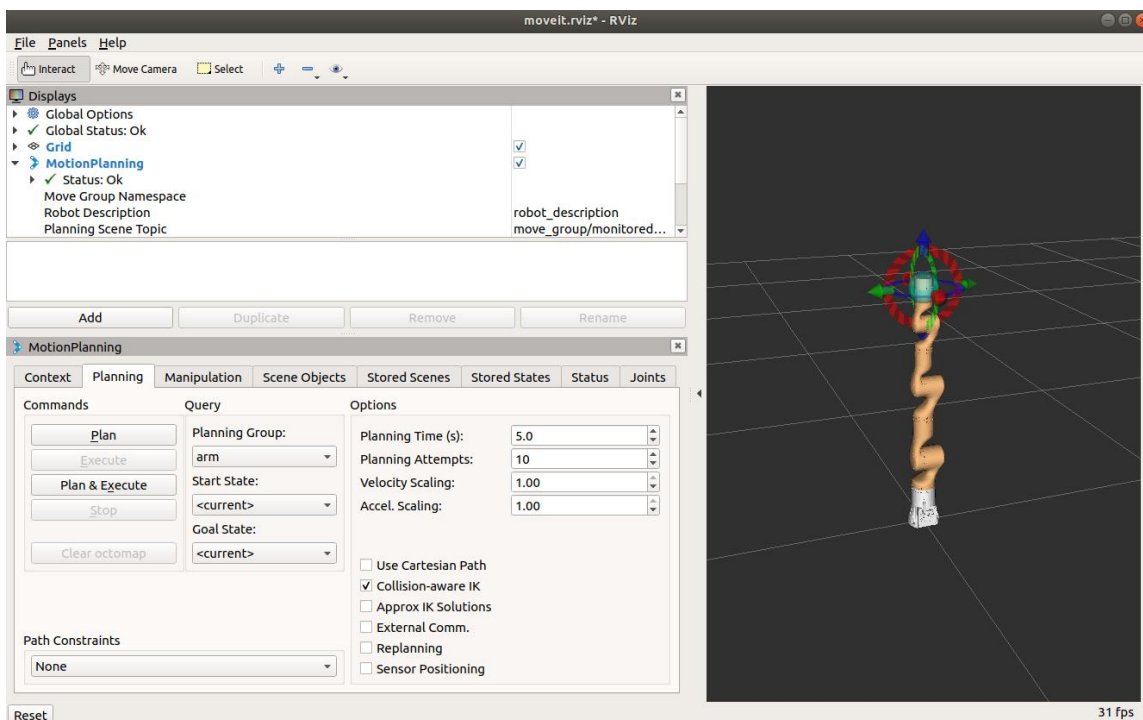 moveit.rviz* - RViz
File Panels Help
Interact Move Camera Select
Displays
Global Options
Global Status: Ok
Grid
MotionPlanning
Status: Ok
Move Group Namespace
Robot Description robot_description
Planning Scene Topic move_group/monitored...
Add Duplicate Remove Rename
MotionPlanning
Context Planning Manipulation Scene Objects Stored Scenes Stored States Status Joints
Commands Query Options
Plan Planning Group: Planning Time (s): 5.0
Execute arm Planning Attempts: 10
Plan & Execute Start State: Velocity Scaling: 1.00
Stop <current> Accel. Scaling: 1.00
Goal State:
Clear octomap <current>
Use Cartesian Path
Collision-aware IK
Approx IK Solutions
External Comm.
Path Constraints Replanning
None Sensor Positioning
Reset 31 fps